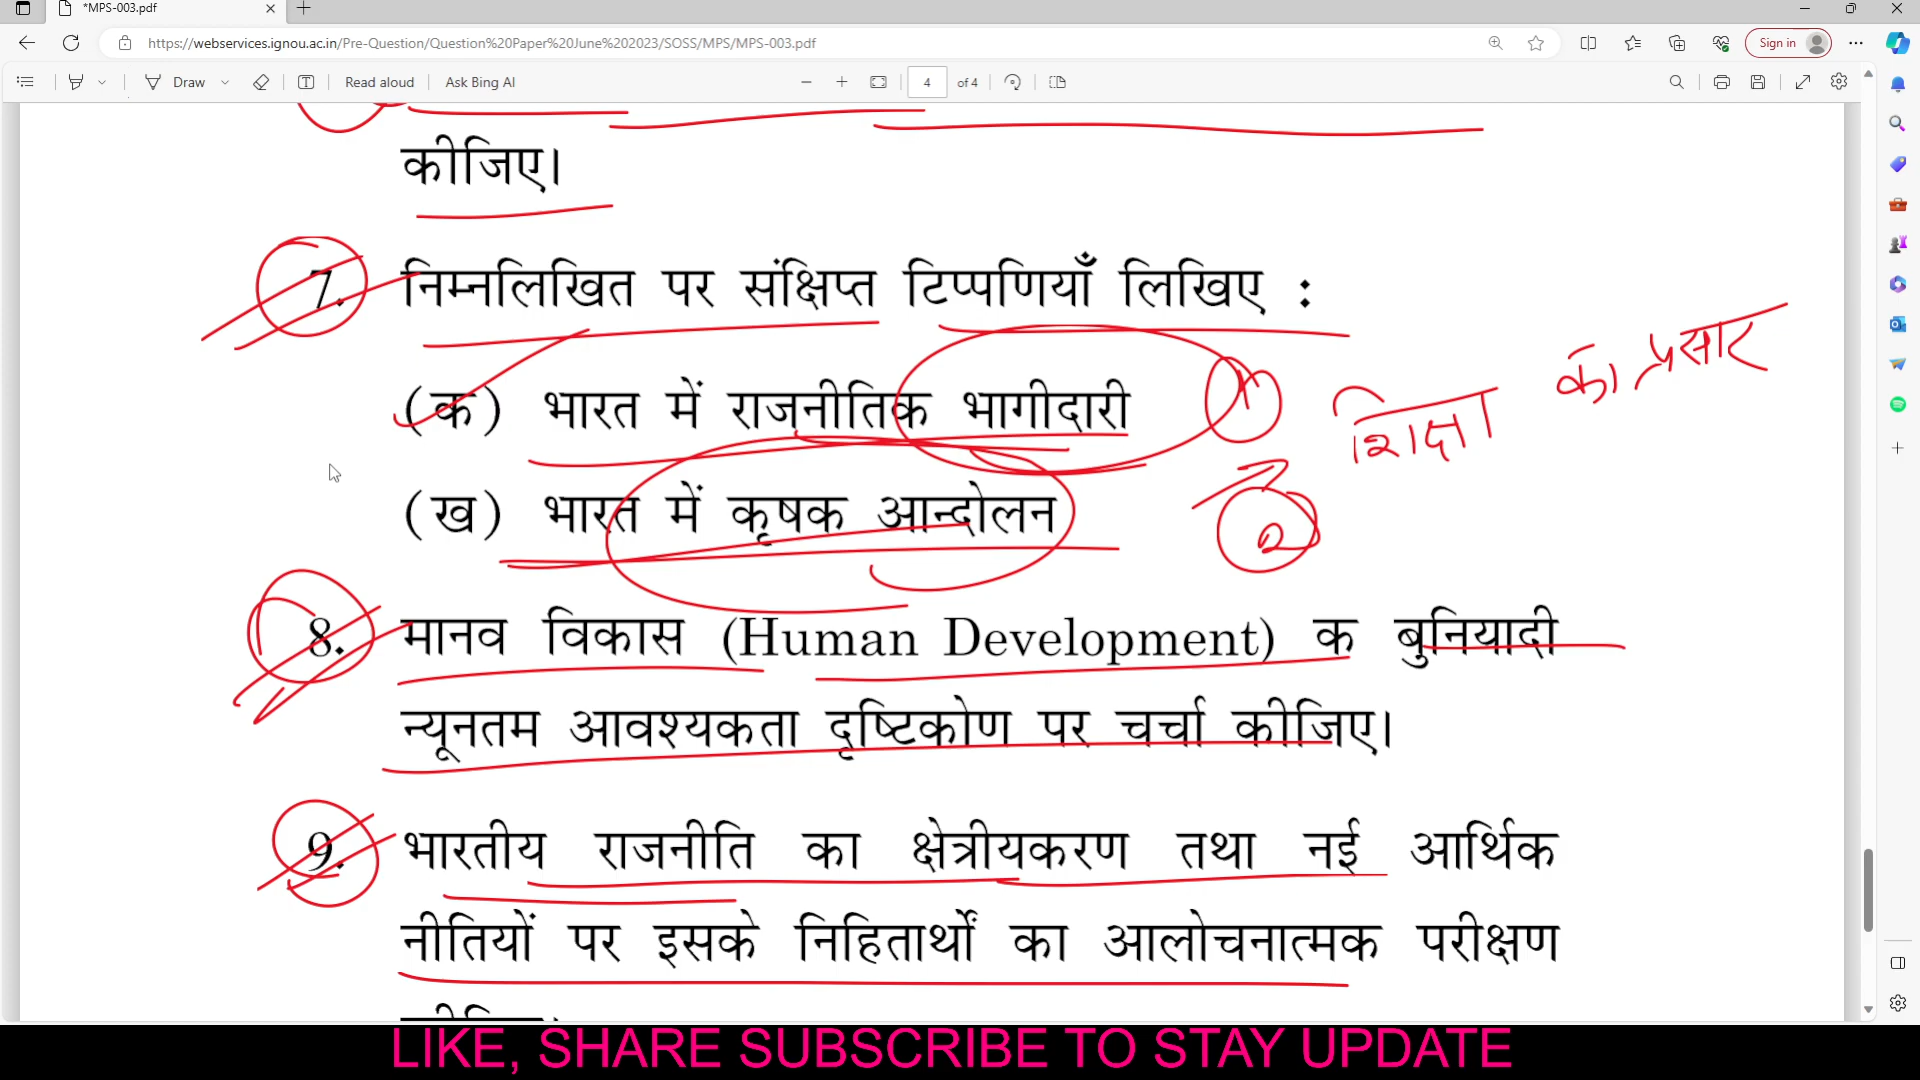 *MPS-003.pdf
https://webservices.ignou.ac.in/Pre-Question/Question%20Paper%20June%202023/SOSS/MPS/MPS-003.pdf
Sign in
Draw
Read aloud
Ask Bing AI
4
of 4
कीजिए।
7. निम्नलिखित पर संक्षिप्त टिप्पणियाँ लिखिए :
(क) भारत में राजनीतिक भागीदारी
1
शिक्षा का प्रसार
(ख) भारत में कृषक आन्दोलन
2
8. मानव विकास (Human Development) क बुनियादी
न्यूनतम आवश्यकता दृष्टिकोण पर चर्चा कीजिए।
9. भारतीय राजनीति का क्षेत्रीयकरण तथा नई आर्थिक
नीतियों पर इसके निहितार्थों का आलोचनात्मक परीक्षण
LIKE, SHARE SUBSCRIBE TO STAY UPDATE